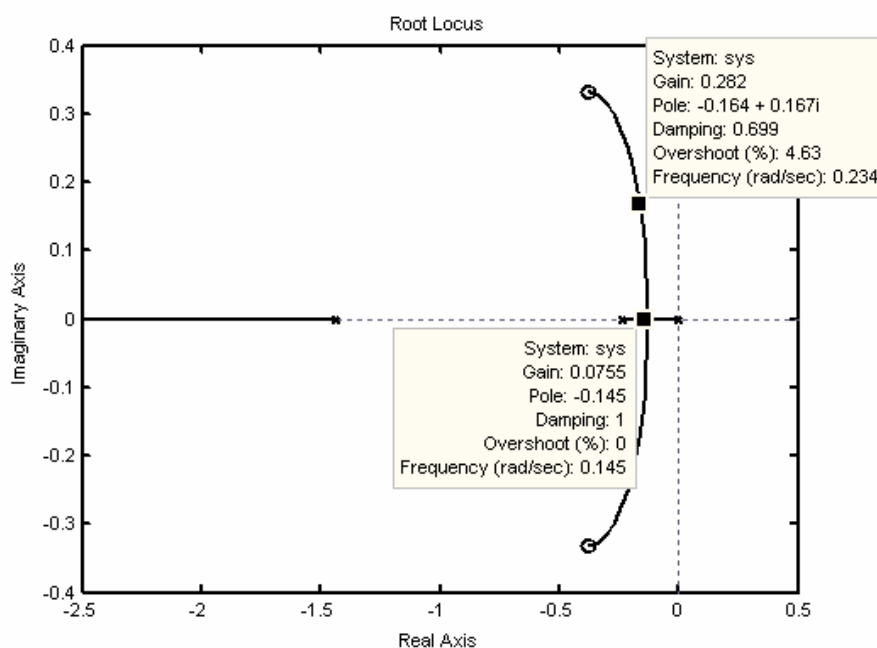 Root Locus
0.4
0.3
0.2
0.1
0
-0.1
-0.2
-0.3
-0.4
Imaginary Axis
System: sys
Gain: 0.282
Pole: -0.164 + 0.167i
Damping: 0.699
Overshoot (%): 4.63
Frequency (rad/sec): 0.234
System: sys
Gain: 0.0755
Pole: -0.145
Damping: 1
Overshoot (%): 0
Frequency (rad/sec): 0.145
-2.5 -2 -1.5 -1 -0.5 0 0.5
Real Axis